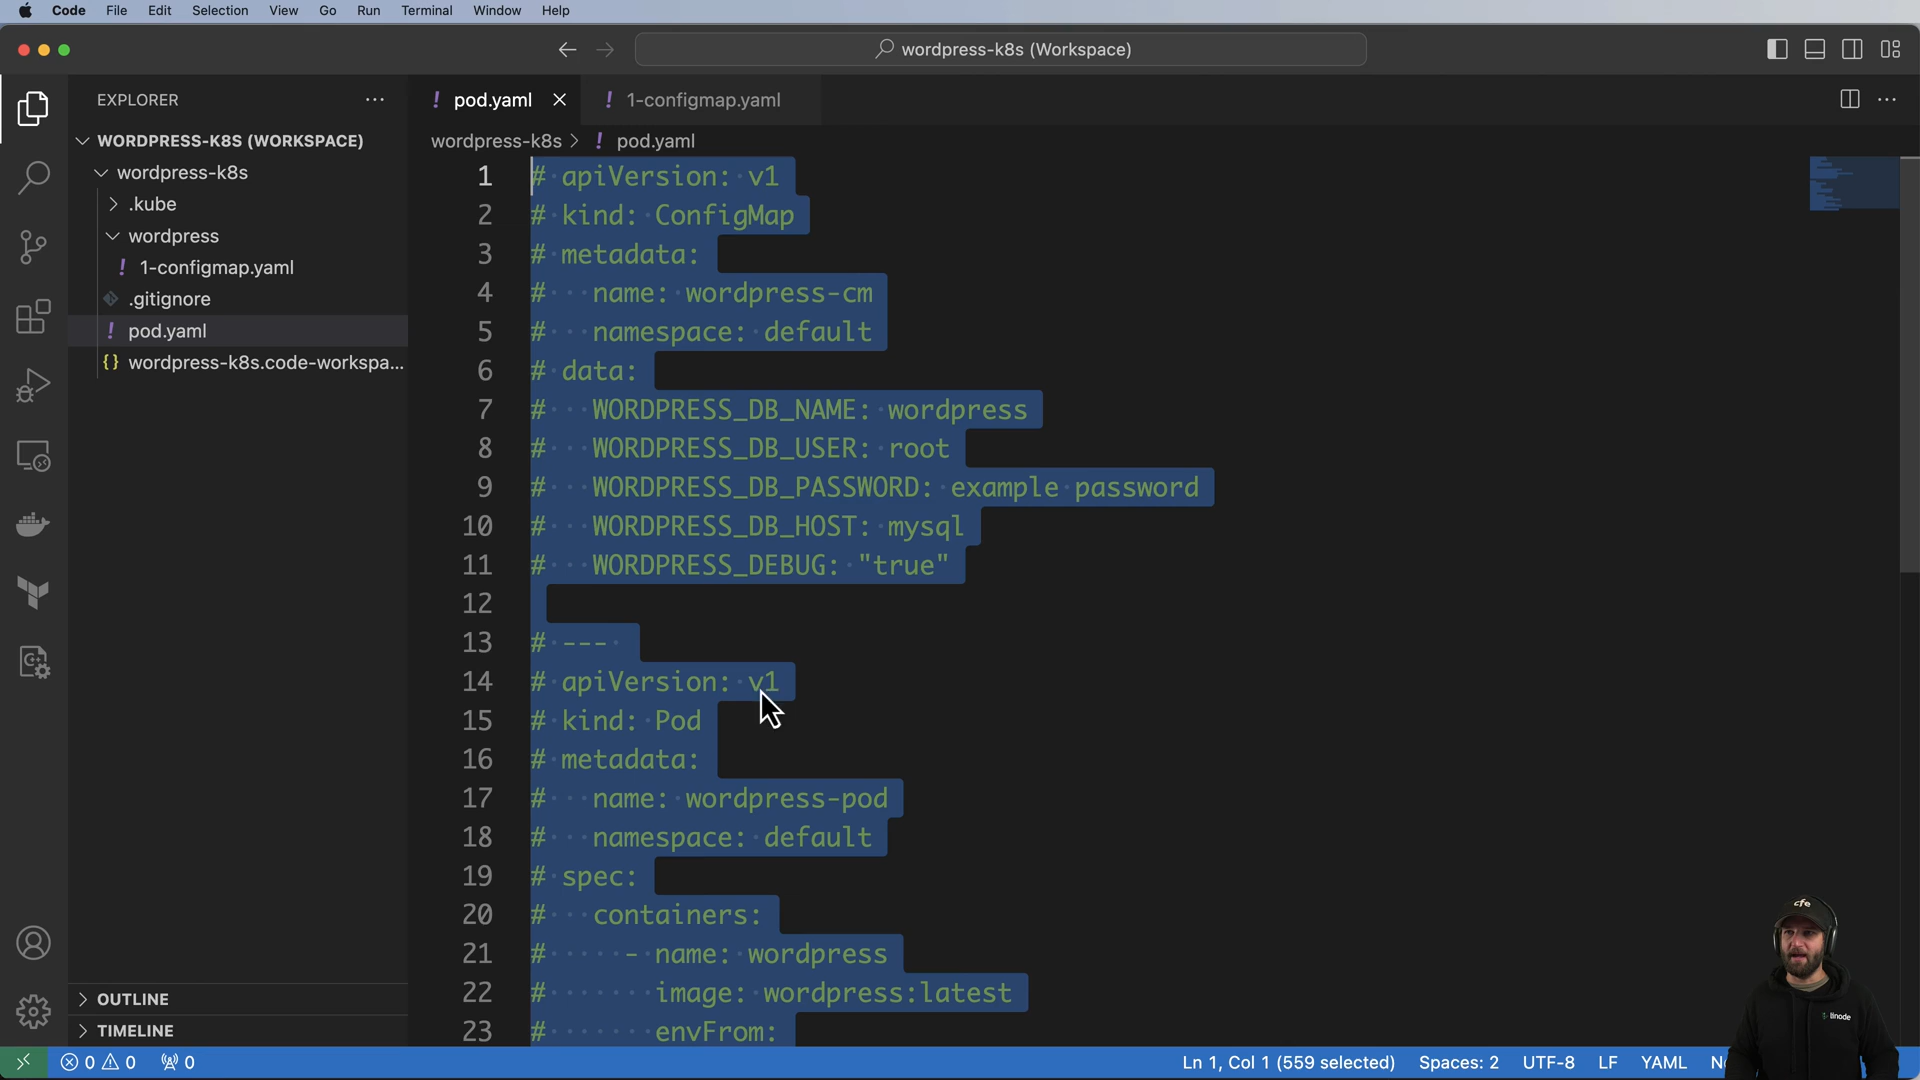 Code File Edit Selection View Go Run Terminal Window Help
wordpress-k8s (Workspace)
EXPLORER
pod.yaml
1-configmap.yaml
WORDPRESS-K8S (WORKSPACE)
wordpress-k8s
.kube
wordpress
1-configmap.yaml
.gitignore
pod.yaml
wordpress-k8s.code-workspa...
OUTLINE
TIMELINE
wordpress-k8s > ! pod.yaml
1 # apiVersion: v1
2 # kind: ConfigMap
3 # metadata:
4 #   name: wordpress-cm
5 #   namespace: default
6 # data:
7 #   WORDPRESS_DB_NAME: wordpress
8 #   WORDPRESS_DB_USER: root
9 #   WORDPRESS_DB_PASSWORD: example password
10 #   WORDPRESS_DB_HOST: mysql
11 #   WORDPRESS_DEBUG: "true"
12
13 # ---
14 # apiVersion: v1
15 # kind: Pod
16 # metadata:
17 #   name: wordpress-pod
18 #   namespace: default
19 # spec:
20 #   containers:
21 #     - name: wordpress
22 #       image: wordpress:latest
23 #       envFrom:
cfe
linode
0 0 0 Ln 1, Col 1 (559 selected) Spaces: 2 UTF-8 LF YAML